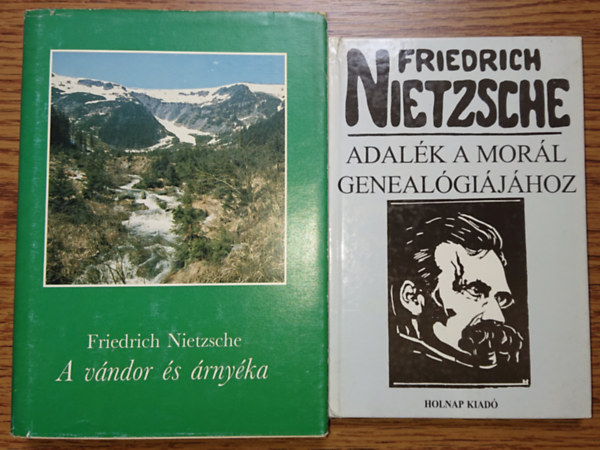 Friedrich Nietzsche
A vándor és árnyéka
FRIEDRICH
NIETZSCHE
ADALÉK A MORÁL
GENEALÓGIÁJÁHOZ
HOLNAP KIADÓ